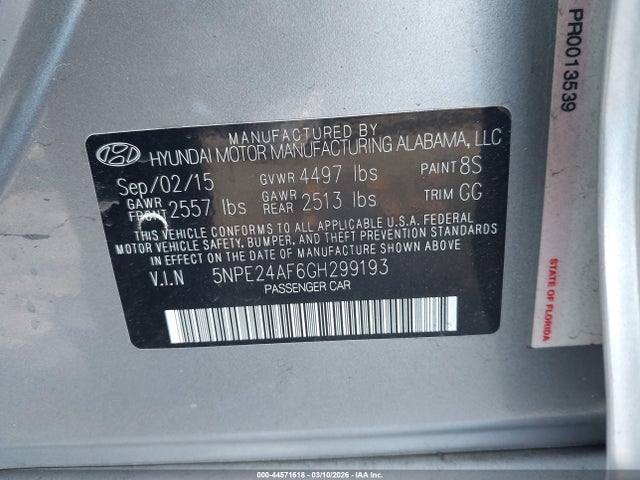 MANUFACTURED BY
HYUNDAI MOTOR MANUFACTURING ALABAMA, LLC
Sep/02/15 GVWR 4497 lbs PAINT 8S
GAWR FRONT 2557 lbs GAWR REAR 2513 lbs TRIM GG
THIS VEHICLE CONFORMS TO ALL APPLICABLE U.S.A. FEDERAL
MOTOR VEHICLE SAFETY, BUMPER, AND THEFT PREVENTION
STANDARDS IN EFFECT ON THE DATE OF MANUFACTURE SHOWN ABOVE
V.I.N 5NPE24AF6GH299193
PASSENGER CAR
PR0013539
STATE OF FLORIDA
000-44571618 - 03/10/2026 - IAA Inc.